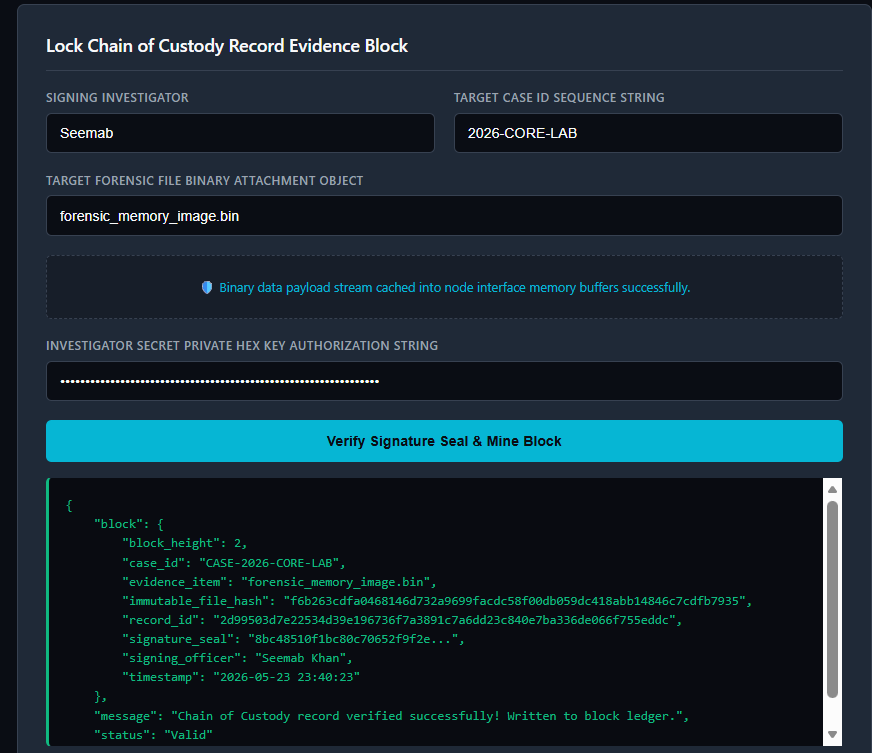 Lock Chain of Custody Record Evidence Block
SIGNING INVESTIGATOR
TARGET CASE ID SEQUENCE STRING
Seemab
2026-CORE-LAB
TARGET FORENSIC FILE BINARY ATTACHMENT OBJECT
forensic_memory_image.bin
Binary data payload stream cached into node interface memory buffers successfully.
INVESTIGATOR SECRET PRIVATE HEX KEY AUTHORIZATION STRING
Verify Signature Seal & Mine Block
{
"block": {
"block_height": 2,
"case_id": "CASE-2026-CORE-LAB",
"evidence_item": "forensic_memory_image.bin",
"immutable_file_hash": "f6b263cdfa0468146d732a9699facdc58f00db059dc418abb14846c7cdfb7935",
"record_id": "2d99503d7e22534d39e196736f7a3891c7a6dd23c840e7ba336de066f755eddc",
"signature_seal": "8bc48510f1bc80c70652f9f2e...",
"signing_officer": "Seemab Khan",
"timestamp": "2026-05-23 23:40:23"
},
"message": "Chain of Custody record verified successfully! Written to block ledger.",
"status": "Valid"